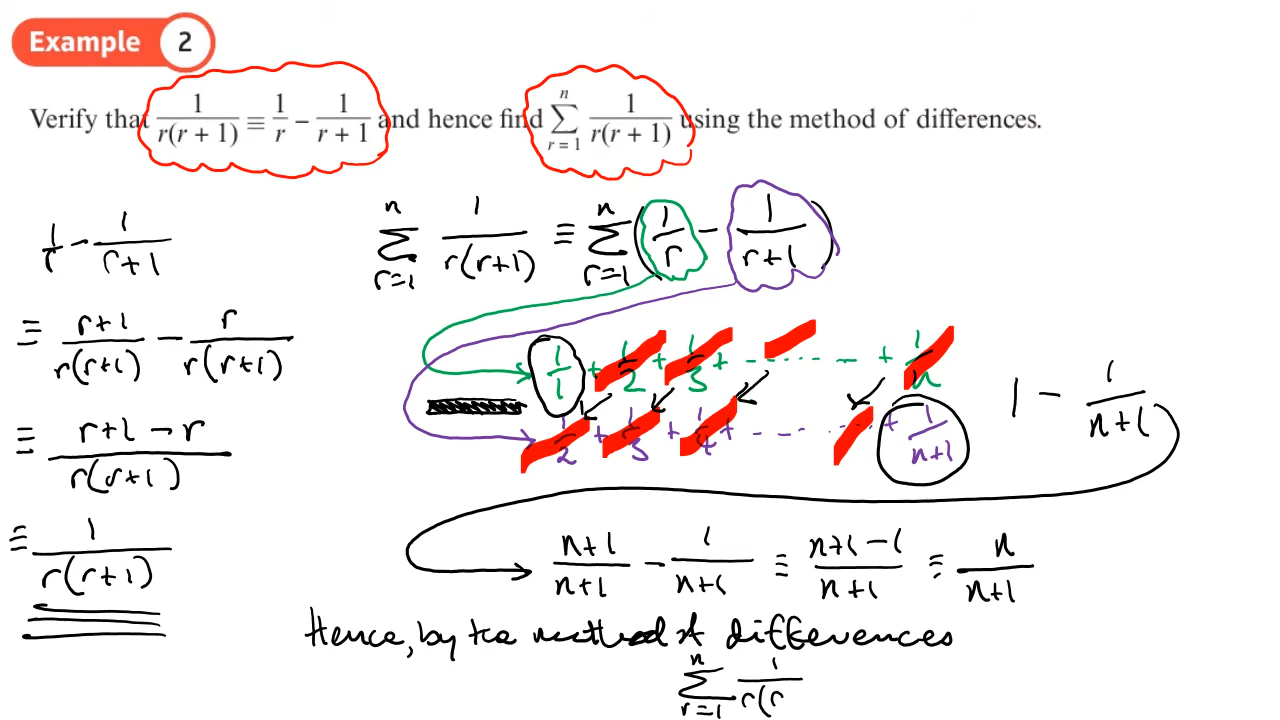 Example 2
Verify that 1/(r(r + 1)) ≡ 1/r − 1/(r + 1) and hence find ∑_{r = 1}^{n} 1/(r(r + 1)) using the method of differences.
1/r − 1/(r+1)
≡ (r+1)/(r(r+1)) − r/(r(r+1))
≡ (r+1−r)/(r(r+1))
≡ 1/(r(r+1))
∑_{r=1}^{n} 1/(r(r+1)) ≡ ∑_{r=1}^{n} (1/r − 1/(r+1))
1/1 + 1/2 + 1/3 + - ..... - + 1/n
1/2 + 1/3 + 1/4 + - - ..... + 1/(n+1)
1 − 1/(n+1)
(n+1)/(n+1) − 1/(n+1) ≡ (n+1−1)/(n+1) ≡ n/(n+1)
Hence, by the method of differences
∑_{r=1}^{n} 1/(r(r